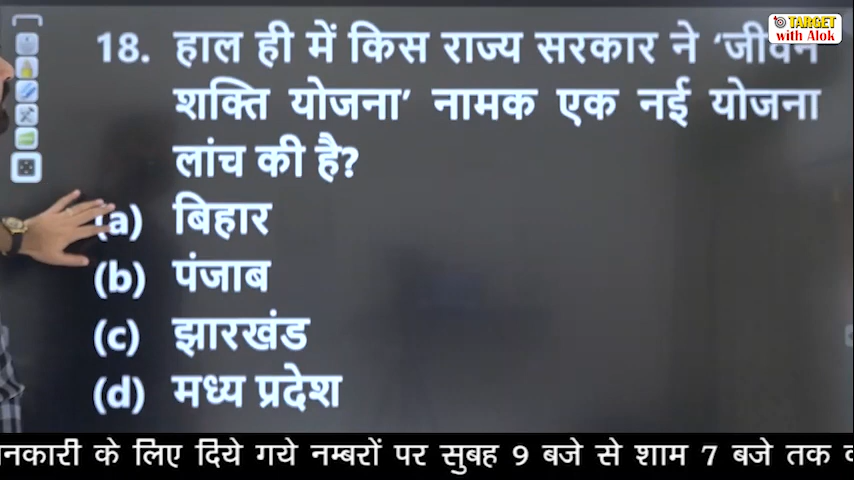 TARGET
with Alok
18. हाल ही में किस राज्य सरकार ने ‘जीवन
शक्ति योजना’ नामक एक नई योजना
लांच की है?
(a) बिहार
(b) पंजाब
(c) झारखंड
(d) मध्य प्रदेश
नकारी के लिए दिये गये नम्बरों पर सुबह 9 बजे से शाम 7 बजे तक